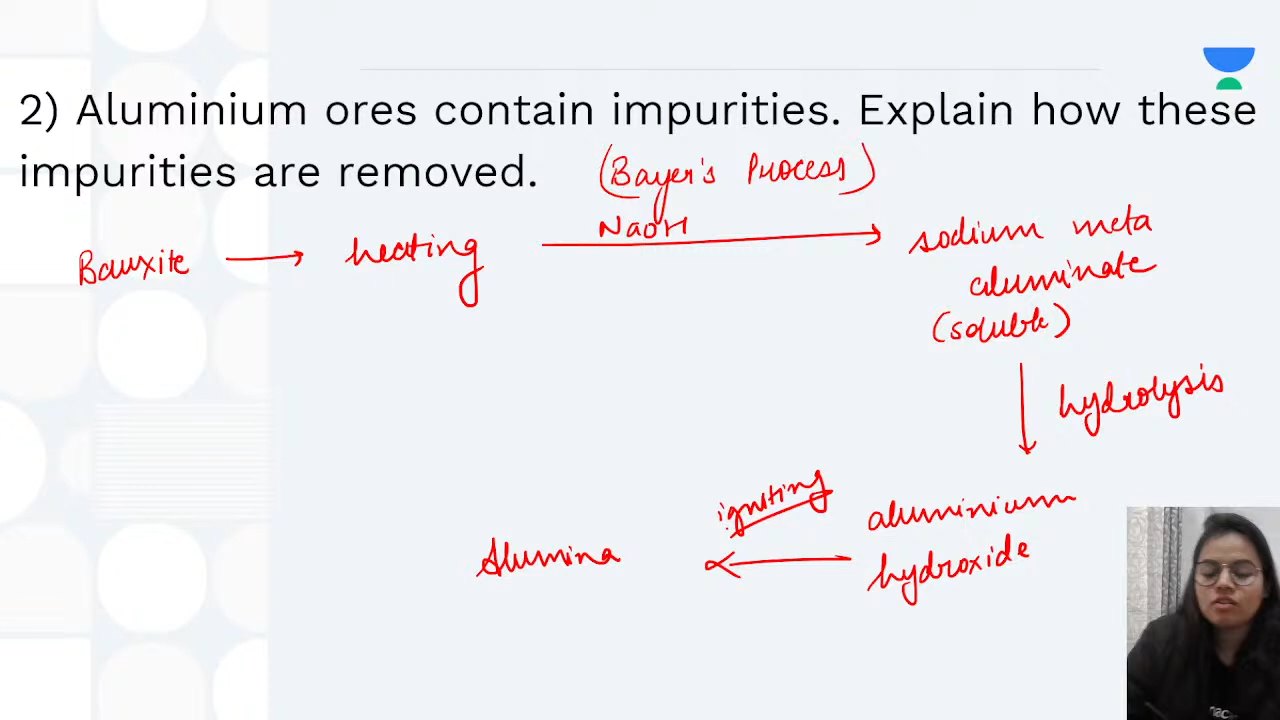 2) Aluminium ores contain impurities. Explain how these
impurities are removed.
(Bayer's Process)
Bauxite
heating
NaOH
sodium meta
aluminate
(soluble)
hydrolysis
aluminium
hydroxide
igniting
Alumina